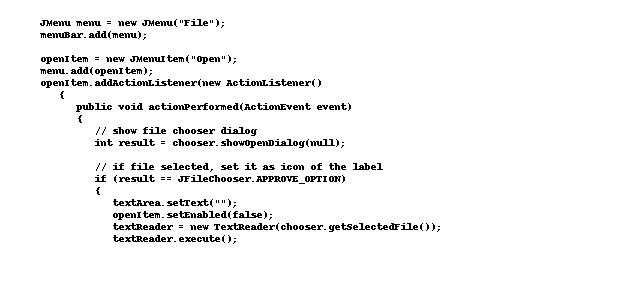 JMenu menu = new JMenu("File");
menuBar.add(menu);
openItem = new JMenuItem("Open");
menu.add(openItem);
openItem.addActionListener(new ActionListener()
{
public void actionPerformed(ActionEvent event)
{
// show file chooser dialog
int result = chooser.showOpenDialog(null);
// if file selected, set it as icon of the label
if (result == JFileChooser.APPROVE_OPTION)
{
textArea.setText("");
openItem.setEnabled(false);
textReader = new TextReader(chooser.getSelectedFile());
textReader.execute();